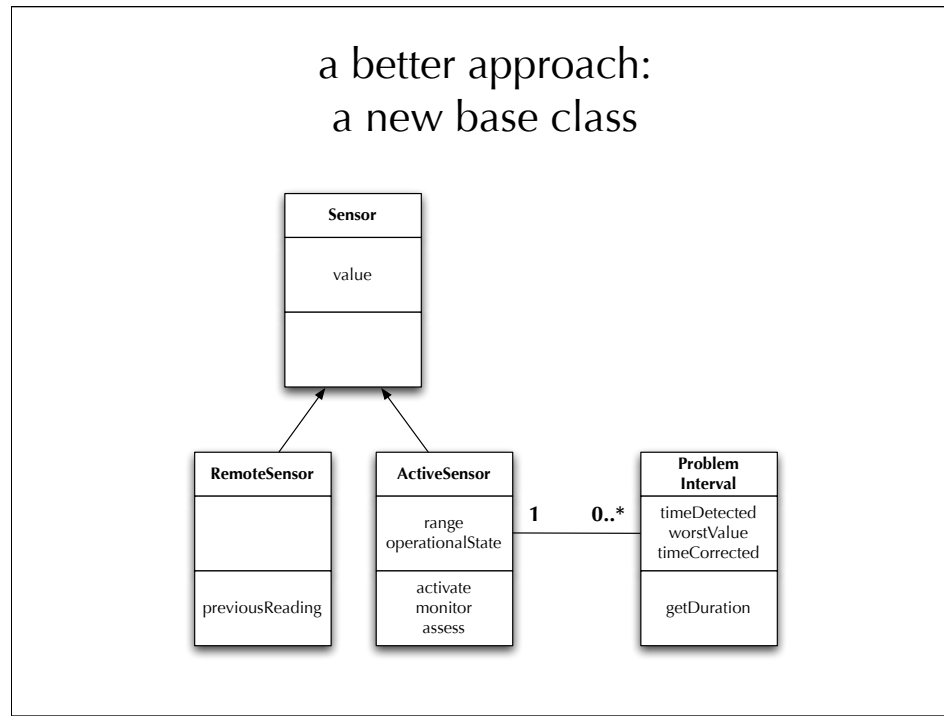 a better approach:
a new base class
Sensor
value
RemoteSensor
previousReading
ActiveSensor
range
operationalState
activate
monitor
assess
1
0..*
Problem
Interval
timeDetected
worstValue
timeCorrected
getDuration